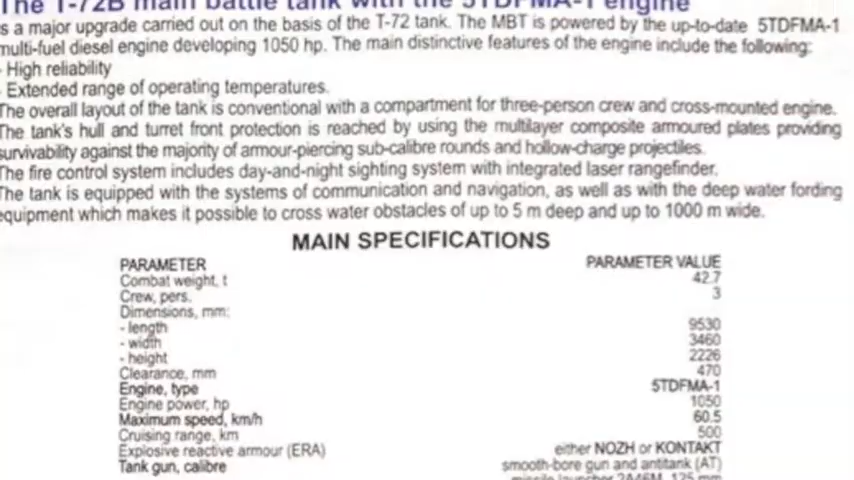 The T-72B main battle tank with the 5TDFMA-1 engine
is a major upgrade carried out on the basis of the T-72 tank. The MBT is powered by the up-to-date 5TDFMA-1
multi-fuel diesel engine developing 1050 hp. The main distinctive features of the engine include the following:
- High reliability
- Extended range of operating temperatures.
The overall layout of the tank is conventional with a compartment for three-person crew and cross-mounted engine.
The tank's hull and turret front protection is reached by using the multilayer composite armoured plates providing
survivability against the majority of armour-piercing sub-calibre rounds and hollow-charge projectiles.
The fire control system includes day-and-night sighting system with integrated laser rangefinder.
The tank is equipped with the systems of communication and navigation, as well as with the deep water fording
equipment which makes it possible to cross water obstacles of up to 5 m deep and up to 1000 m wide.
MAIN SPECIFICATIONS
PARAMETER PARAMETER VALUE
Combat weight, t 42.7
Crew, pers. 3
Dimensions, mm:
- length 9530
- width 3460
- height 2226
Clearance, mm 470
Engine, type 5TDFMA-1
Engine power, hp 1050
Maximum speed, km/h 60.5
Cruising range, km 500
Explosive reactive armour (ERA) either NOZH or KONTAKT
Tank gun, calibre smooth-bore gun and antitank (AT)
missile launcher 2A46M, 125 mm